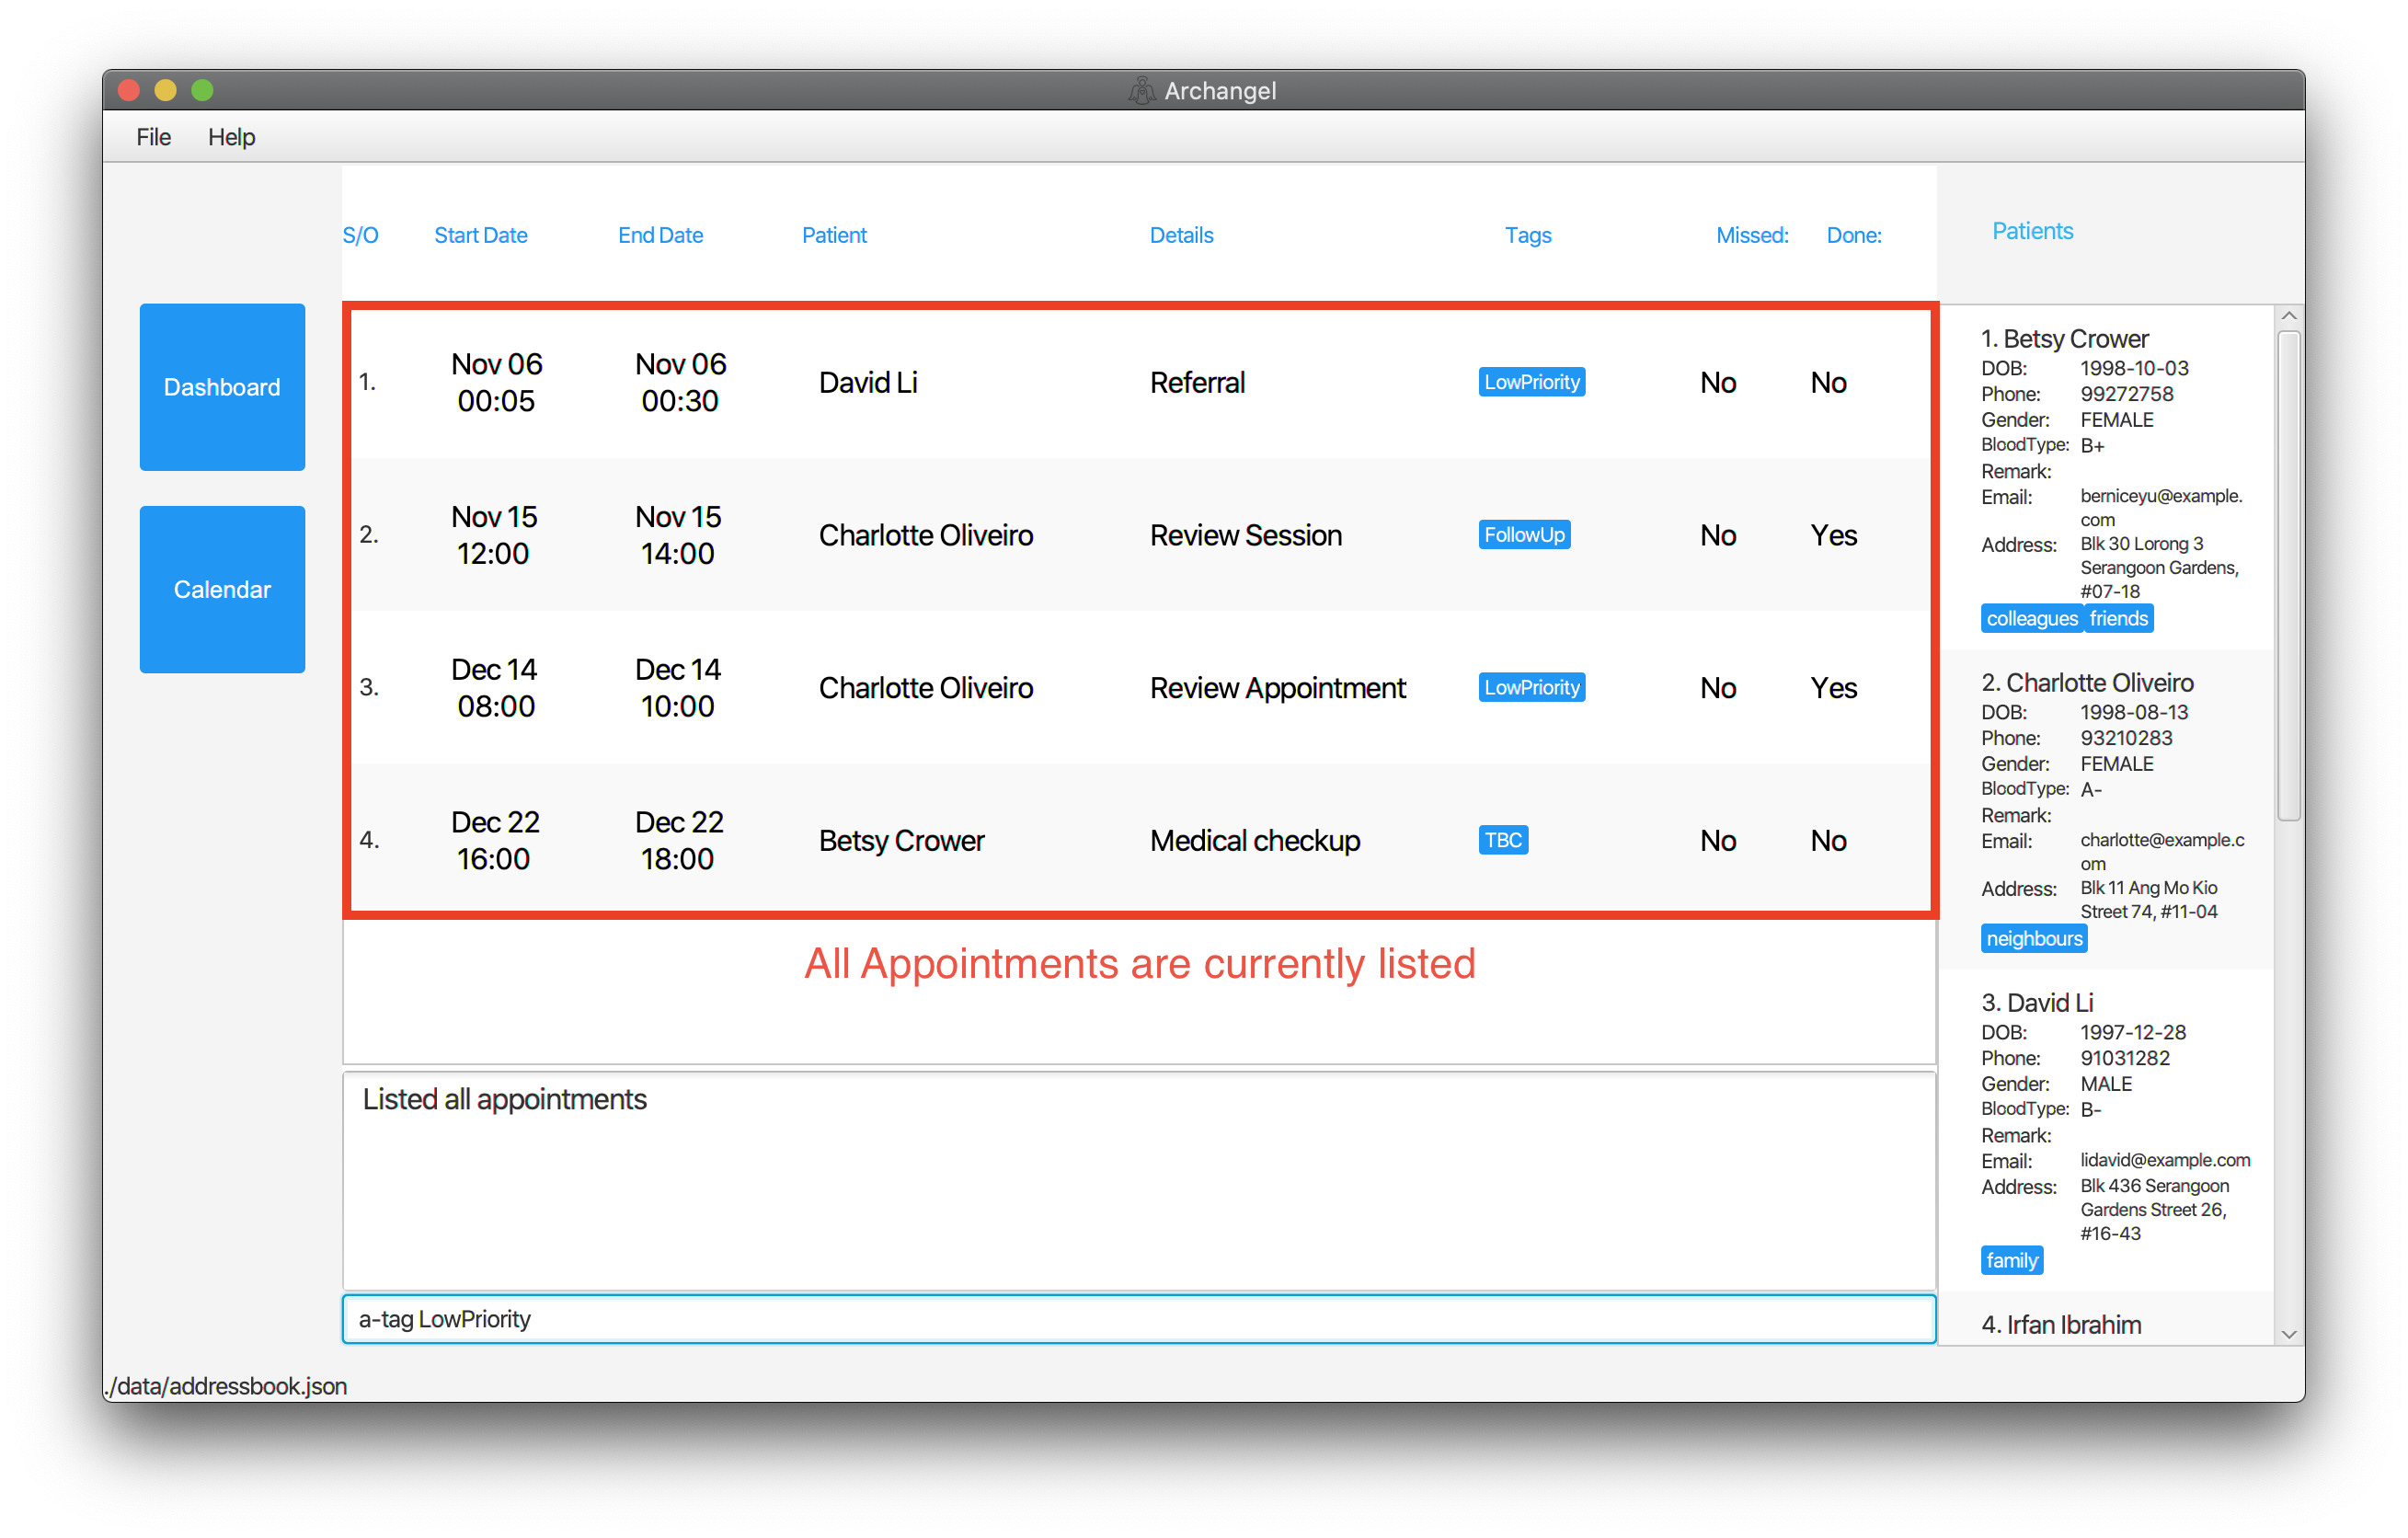 Archangel
File Help
S/O Start Date End Date Patient Details Tags Missed: Done:
Dashboard
Calendar
1. Nov 06 00:05 Nov 06 00:30 David Li Referral LowPriority No No
2. Nov 15 12:00 Nov 15 14:00 Charlotte Oliveiro Review Session FollowUp No Yes
3. Dec 14 08:00 Dec 14 10:00 Charlotte Oliveiro Review Appointment LowPriority No Yes
4. Dec 22 16:00 Dec 22 18:00 Betsy Crower Medical checkup TBC No No
All Appointments are currently listed
Listed all appointments
a-tag LowPriority
Patients
1. Betsy Crower
DOB: 1998-10-03
Phone: 99272758
Gender: FEMALE
BloodType: B+
Remark:
Email: berniceyu@example.
com
Address: Blk 30 Lorong 3
Serangoon Gardens,
#07-18
colleagues friends
2. Charlotte Oliveiro
DOB: 1998-08-13
Phone: 93210283
Gender: FEMALE
BloodType: A-
Remark:
Email: charlotte@example.c
om
Address: Blk 11 Ang Mo Kio
Street 74, #11-04
neighbours
3. David Li
DOB: 1997-12-28
Phone: 91031282
Gender: MALE
BloodType: B-
Remark:
Email: lidavid@example.com
Address: Blk 436 Serangoon
Gardens Street 26,
#16-43
family
4. Irfan Ibrahim
./data/addressbook.json